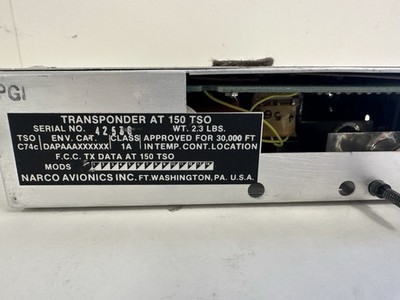 PGI
TRANSPONDER AT 150 TSO
SERIAL NO. WT. 2.3 LBS.
TSO ENV. CAT. CLASS APPROVED FOR 30,000 FT
C74c DAPAAAXXXXXX 1A IN TEMP. CONT. LOCATION
F.C.C. TX DATA AT 150 TSO
MODS
NARCO AVIONICS INC. FT. WASHINGTON, PA. U.S.A.